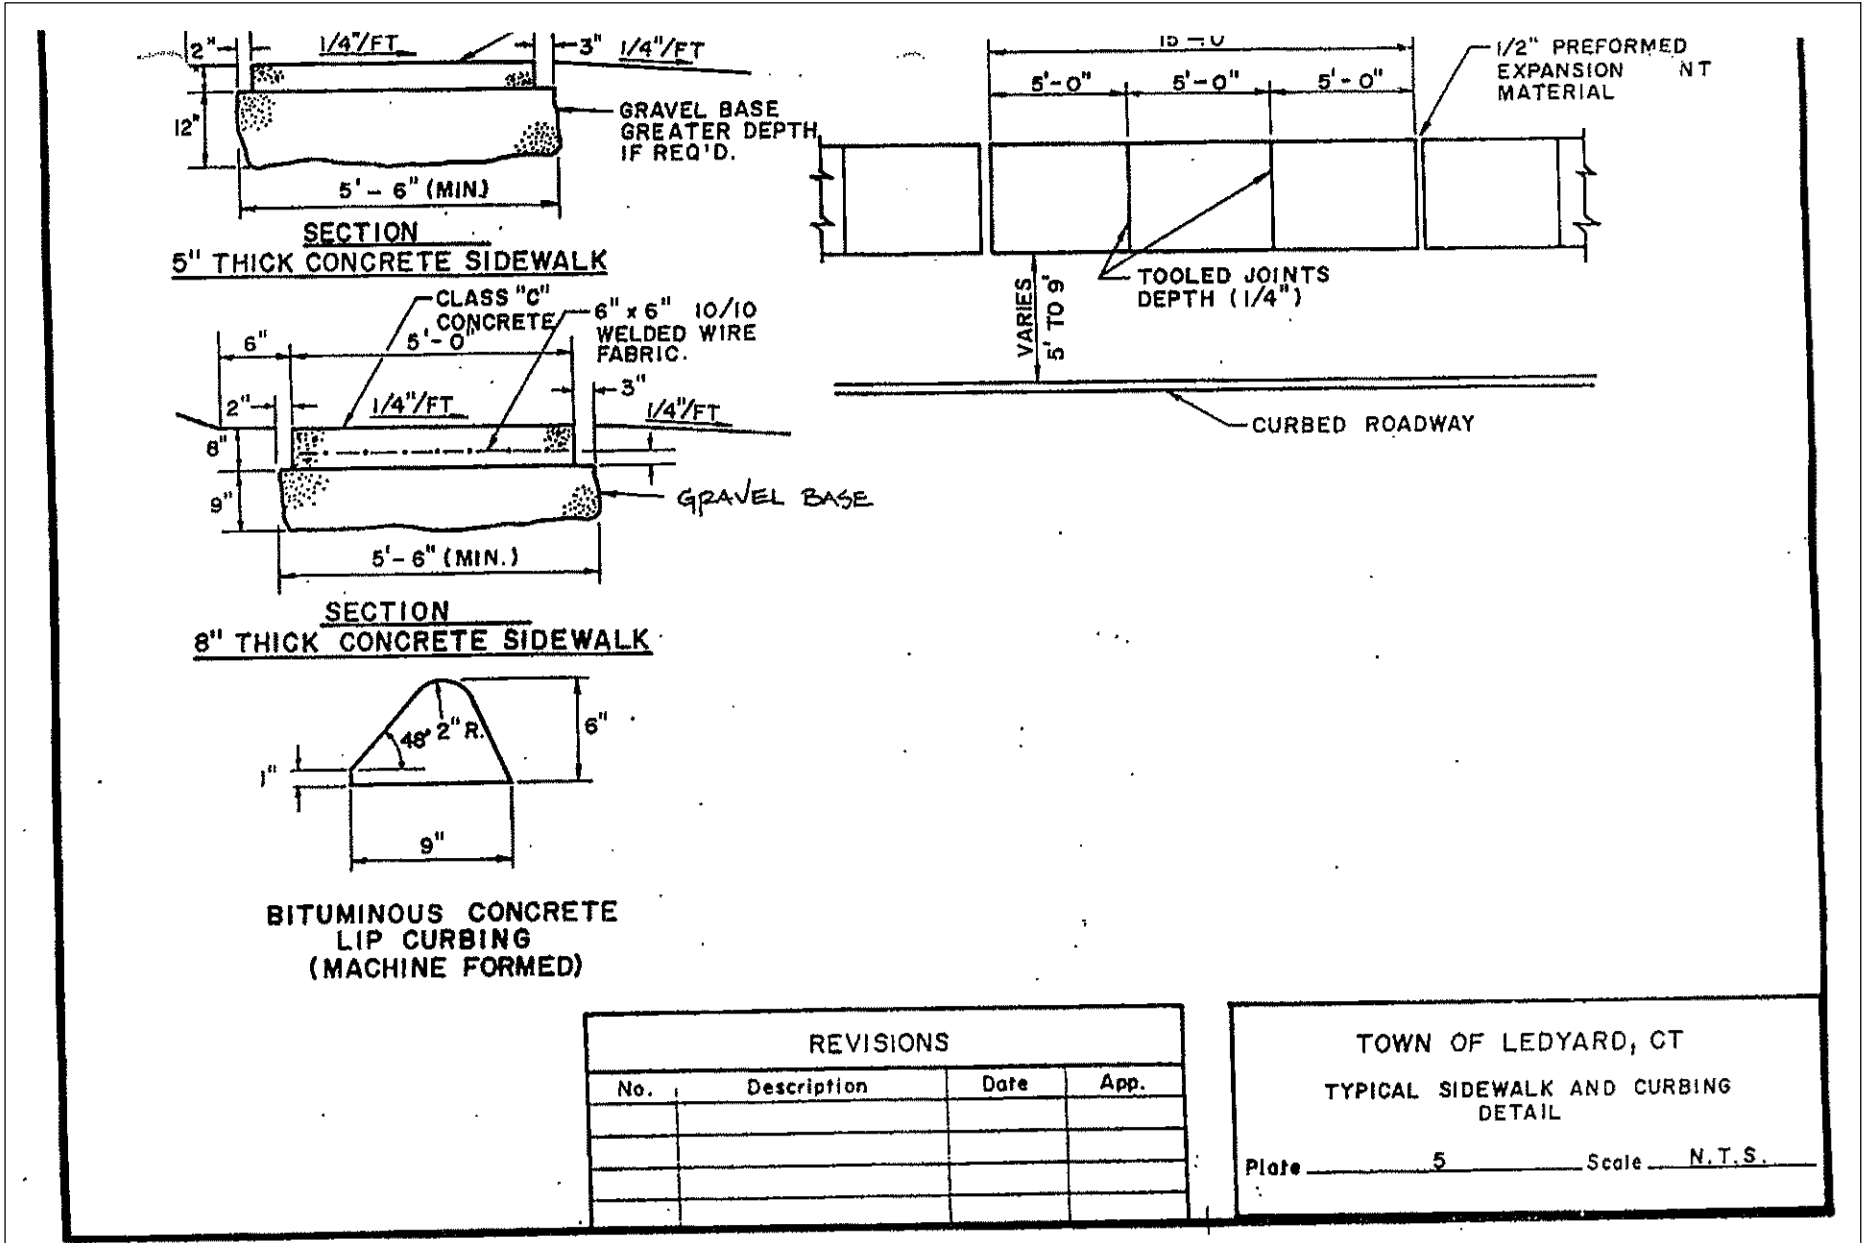 2"
1/4"/FT
3"
1/4"/FT
12"
GRAVEL BASE
GREATER DEPTH
IF REQ'D.
5'-6" (MIN.)
SECTION
5" THICK CONCRETE SIDEWALK
5'-0"
5'-0"
5'-0"
1/2" PREFORMED
EXPANSION NT
MATERIAL
TOOLED JOINTS
DEPTH (1/4")
VARIES
5' TO 9'
CURBED ROADWAY
CLASS "C"
CONCRETE
6" x 6" 10/10
WELDED WIRE
FABRIC.
6"
5'-0"
2"
1/4"/FT
3"
1/4"/FT
8"
9"
GRAVEL BASE
5'-6" (MIN.)
SECTION
8" THICK CONCRETE SIDEWALK
48°
2" R.
6"
1"
9"
BITUMINOUS CONCRETE
LIP CURBING
(MACHINE FORMED)
REVISIONS
No. Description Date App.
TOWN OF LEDYARD, CT
TYPICAL SIDEWALK AND CURBING
DETAIL
Plate 5 Scale N.T.S.